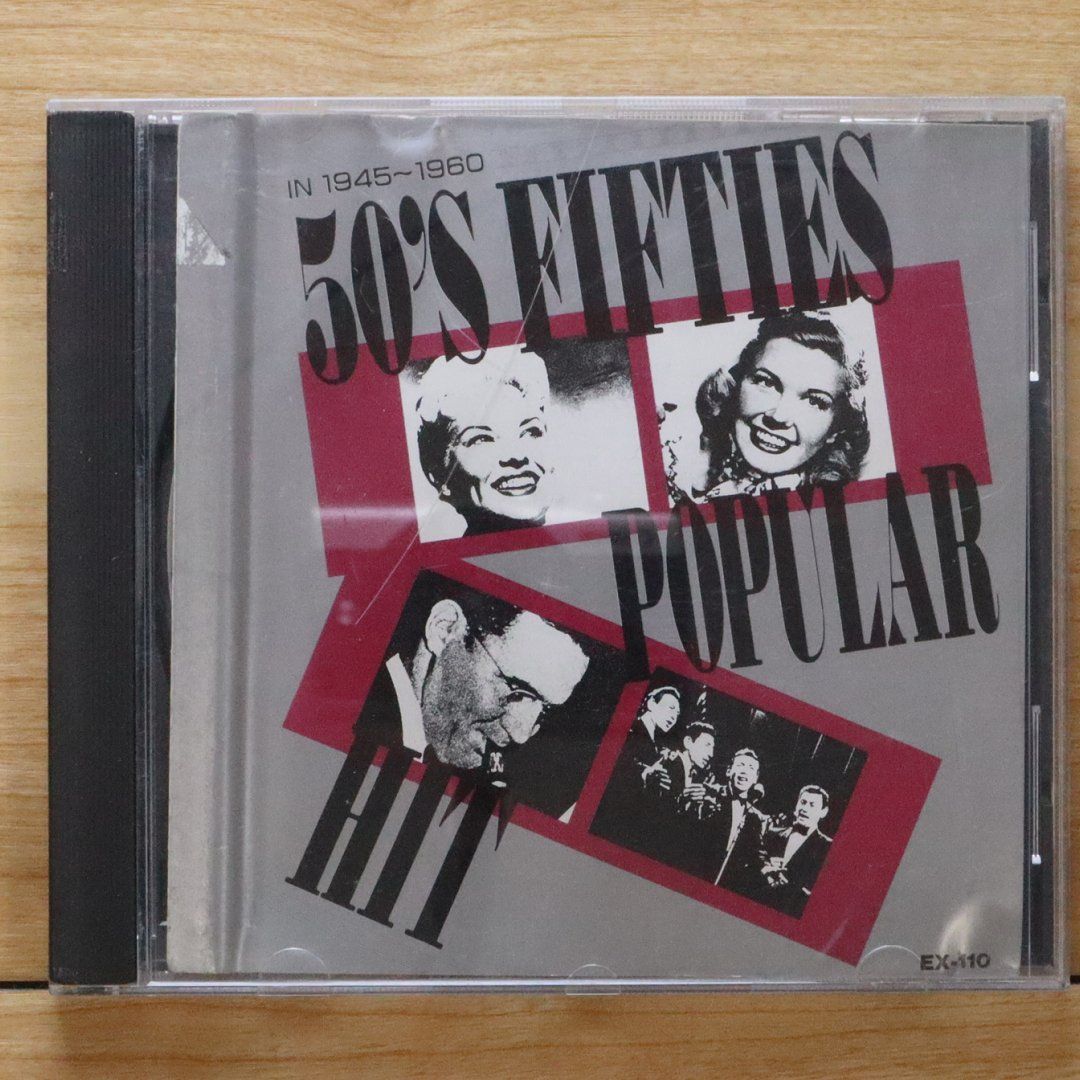 IN 1945~1960
50'S FIFTIES
POPULAR
HIT
EX-110